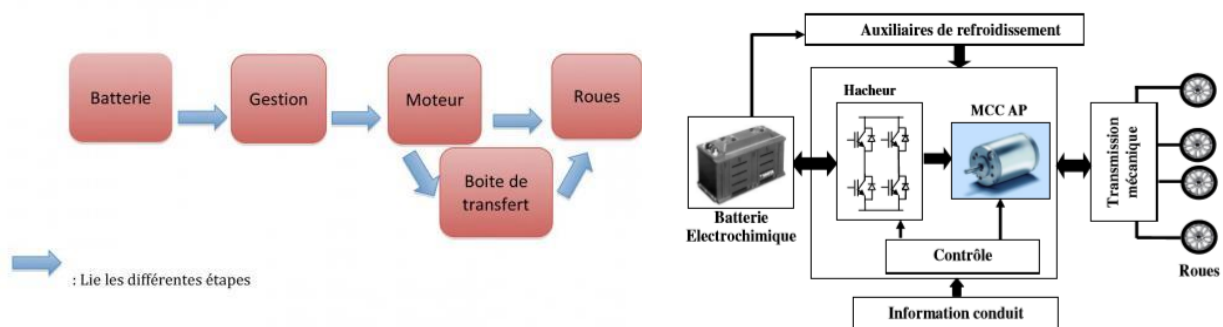 Batterie
Gestion
Moteur
Roues
Boite de
transfert
: Lie les différentes étapes
Auxiliaires de refroidissement
Hacheur
MCC AP
Batterie
Electrochimique
Contrôle
Transmission
mécanique
Roues
Information conduit